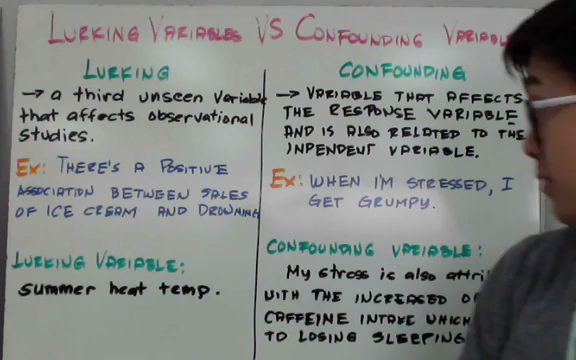 LURKING VARIABLES VS CONFOUNDING
LURKING
→ a third unseen variable
that affects observational
studies.
Ex: THERE'S A POSITIVE
ASSOCIATION BETWEEN SALES
OF ICE CREAM AND DROWNING
LURKING VARIABLE:
summer heat temp.
CONFOUNDING
→ VARIABLE THAT AFFECTS
THE RESPONSE VARIABLE
AND IS ALSO RELATED TO THE
INPENDENT VARIABLE.
Ex: WHEN I'M STRESSED, I
GET GRUMPY.
CONFOUNDING VARIABLE:
My stress is also
WITH THE INCREASED
CAFFEINE INTAKE WHICH
TO LOSING SLEEPING